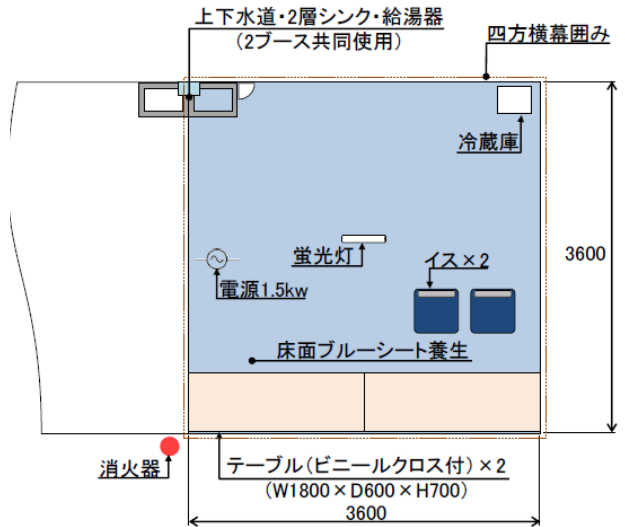 上下水道・2層シンク・給湯器
（2ブース共同使用）
四方横幕囲み
冷蔵庫
蛍光灯
イス×2
3600
電源1.5kw
床面ブルーシート養生
消火器
テーブル（ビニールクロス付）×2
（W1800×D600×H700）
3600